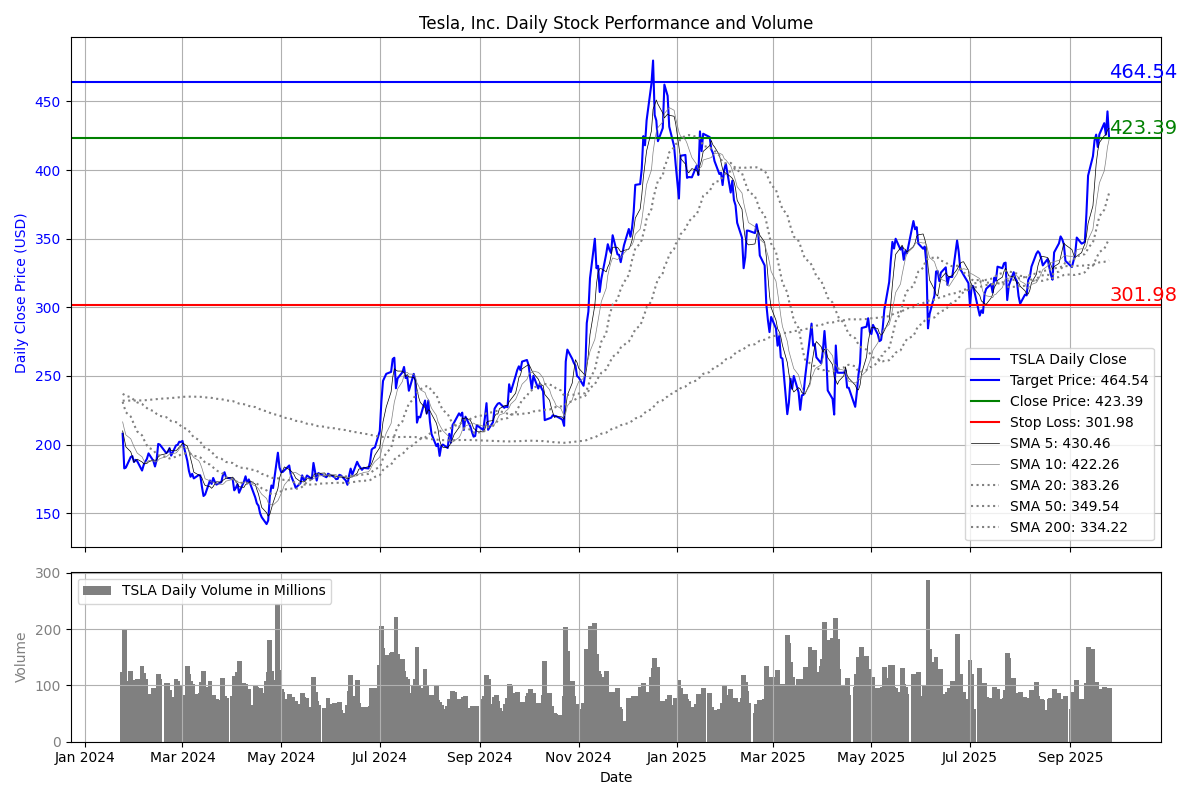 Tesla, Inc. Daily Stock Performance and Volume
Daily Close Price (USD)
450
400
350
300
250
200
150
464.54
423.39
301.98
TSLA Daily Close
Target Price: 464.54
Close Price: 423.39
Stop Loss: 301.98
SMA 5: 430.46
SMA 10: 422.26
SMA 20: 383.26
SMA 50: 349.54
SMA 200: 334.22
Volume
300
200
100
0
TSLA Daily Volume in Millions
Jan 2024
Mar 2024
May 2024
Jul 2024
Sep 2024
Nov 2024
Jan 2025
Mar 2025
May 2025
Jul 2025
Sep 2025
Date